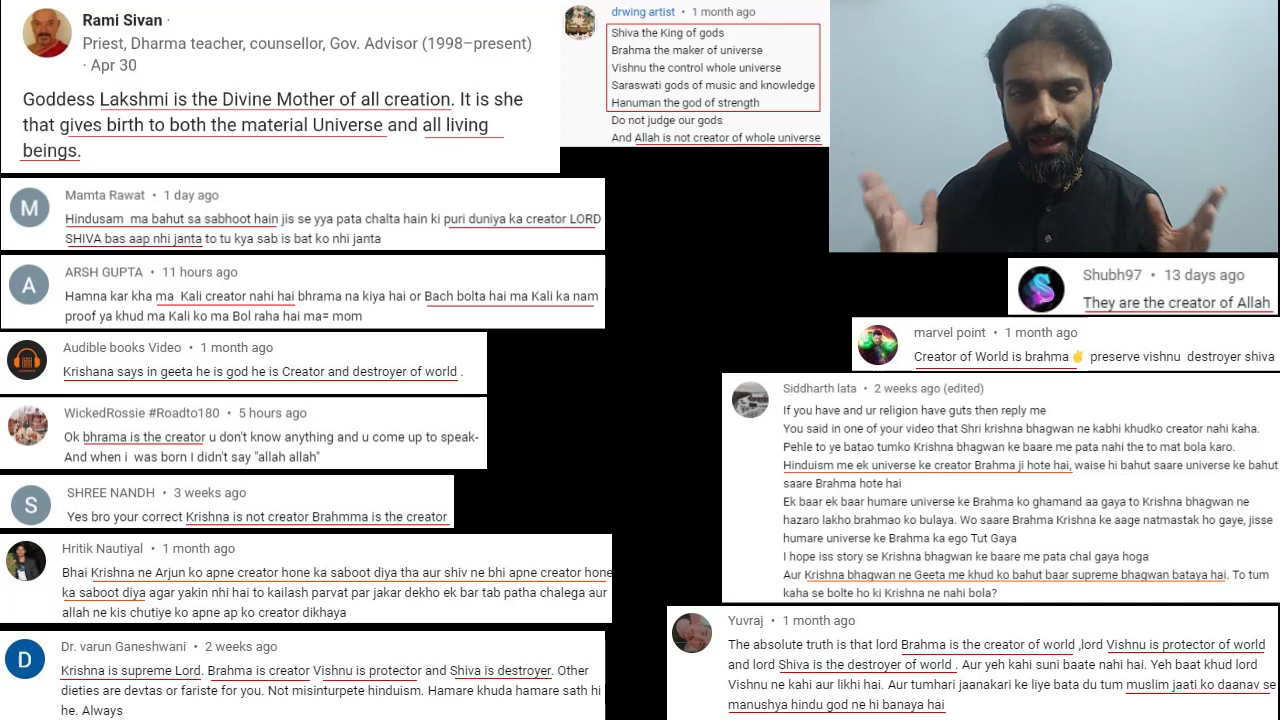 Rami Sivan ·
Priest, Dharma teacher, counsellor, Gov. Advisor (1998–present)
· Apr 30
Goddess Lakshmi is the Divine Mother of all creation. It is she
that gives birth to both the material Universe and all living
beings.
drwing artist • 1 month ago
Shiva the King of gods
Brahma the maker of universe
Vishnu the control whole universe
Saraswati gods of music and knowledge
Hanuman the god of strength
Do not judge our gods
And Allah is not creator of whole universe
M
Mamta Rawat • 1 day ago
Hindusam ma bahut sa sabhoot hain jis se yya pata chalta hain ki puri duniya ka creator LORD
SHIVA bas aap nhi janta to tu kya sab is bat ko nhi janta
A
ARSH GUPTA • 11 hours ago
Hamna kar kha ma Kali creator nahi hai bhrama na kiya hai or Bach bolta hai ma Kali ka nam
proof ya khud ma Kali ko ma Bol raha hai ma= mom
Audible books Video • 1 month ago
Krishana says in geeta he is god he is Creator and destroyer of world .
WickedRossie #Roadto180 • 5 hours ago
Ok bhrama is the creator u don't know anything and u come up to speak-
And when i was born I didn't say "allah allah"
S
SHREE NANDH • 3 weeks ago
Yes bro your correct Krishna is not creator Brahmma is the creator
Hritik Nautiyal • 1 month ago
Bhai Krishna ne Arjun ko apne creator hone ka saboot diya tha aur shiv ne bhi apne creator hone
ka saboot diya agar yakin nhi hai to kailash parvat par jakar dekho ek bar tab patha chalega aur
allah ne kis chutiye ko apne ap ko creator dikhaya
D
Dr. varun Ganeshwani • 2 weeks ago
Krishna is supreme Lord. Brahma is creator Vishnu is protector and Shiva is destroyer. Other
dieties are devtas or fariste for you. Not misinturpete hinduism. Hamare khuda hamare sath hi
he. Always
Shubh97 • 13 days ago
They are the creator of Allah
marvel point • 1 month ago
Creator of World is brahma ✌ preserve vishnu destroyer shiva
Siddharth lata • 2 weeks ago (edited)
If you have and ur religion have guts then reply me
You said in one of your video that Shri krishna bhagwan ne kabhi khudko creator nahi kaha.
Pehle to ye batao tumko Krishna bhagwan ke baare me pata nahi the to mat bola karo.
Hinduism me ek universe ke creator Brahma ji hote hai, waise hi bahut saare universe ke bahut
saare Brahma hote hai
Ek baar ek baar humare universe ke Brahma ko ghamand aa gaya to Krishna bhagwan ne
hazaro lakho brahmao ko bulaya. Wo saare Brahma Krishna ke aage natmastak ho gaye, jisse
humare universe ke Brahma ka ego Tut Gaya
I hope iss story se Krishna bhagwan ke baare me pata chal gaya hoga
Aur Krishna bhagwan ne Geeta me khud ko bahut baar supreme bhagwan bataya hai. To tum
kaha se bolte ho ki Krishna ne nahi bola?
Yuvraj • 1 month ago
The absolute truth is that lord Brahma is the creator of world ,lord Vishnu is protector of world
and lord Shiva is the destroyer of world . Aur yeh kahi suni baate nahi hai. Yeh baat khud lord
Vishnu ne kahi aur likhi hai. Aur tumhari jaanakari ke liye bata du tum muslim jaati ko daanav se
manushya hindu god ne hi banaya hai